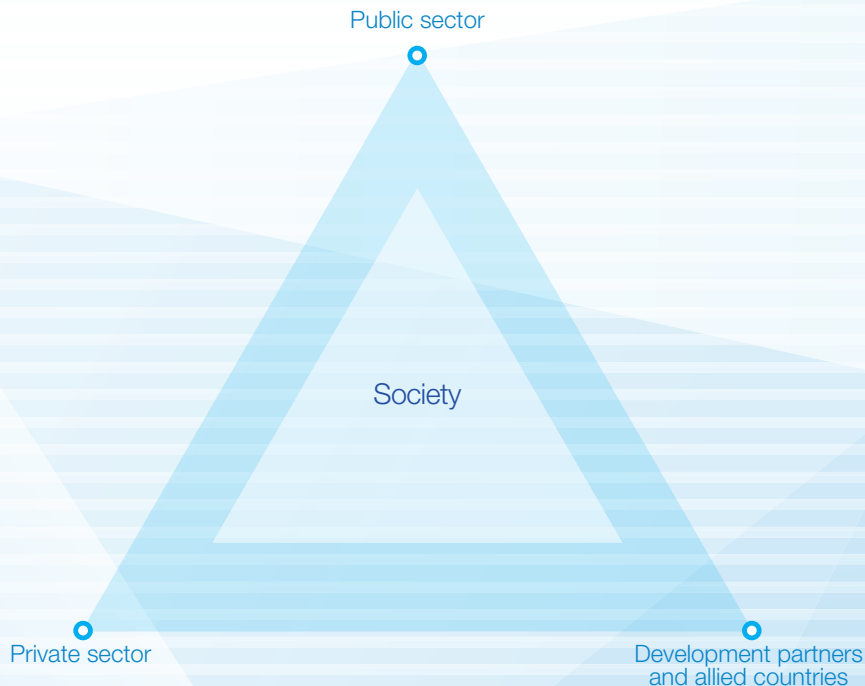 Public sector
Society
Private sector
Development partners
and allied countries